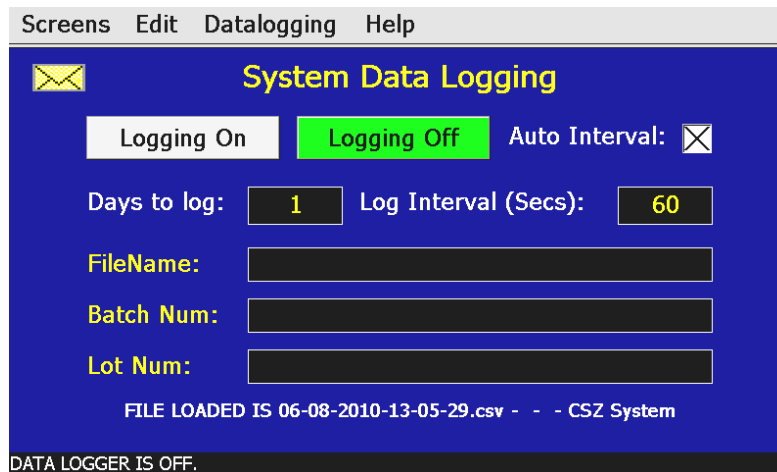 Screens Edit Datalogging Help
System Data Logging
Logging On Logging Off Auto Interval:
Days to log: 1 Log Interval (Secs): 60
FileName:
Batch Num:
Lot Num:
FILE LOADED IS 06-08-2010-13-05-29.csv - - - CSZ System
DATA LOGGER IS OFF.